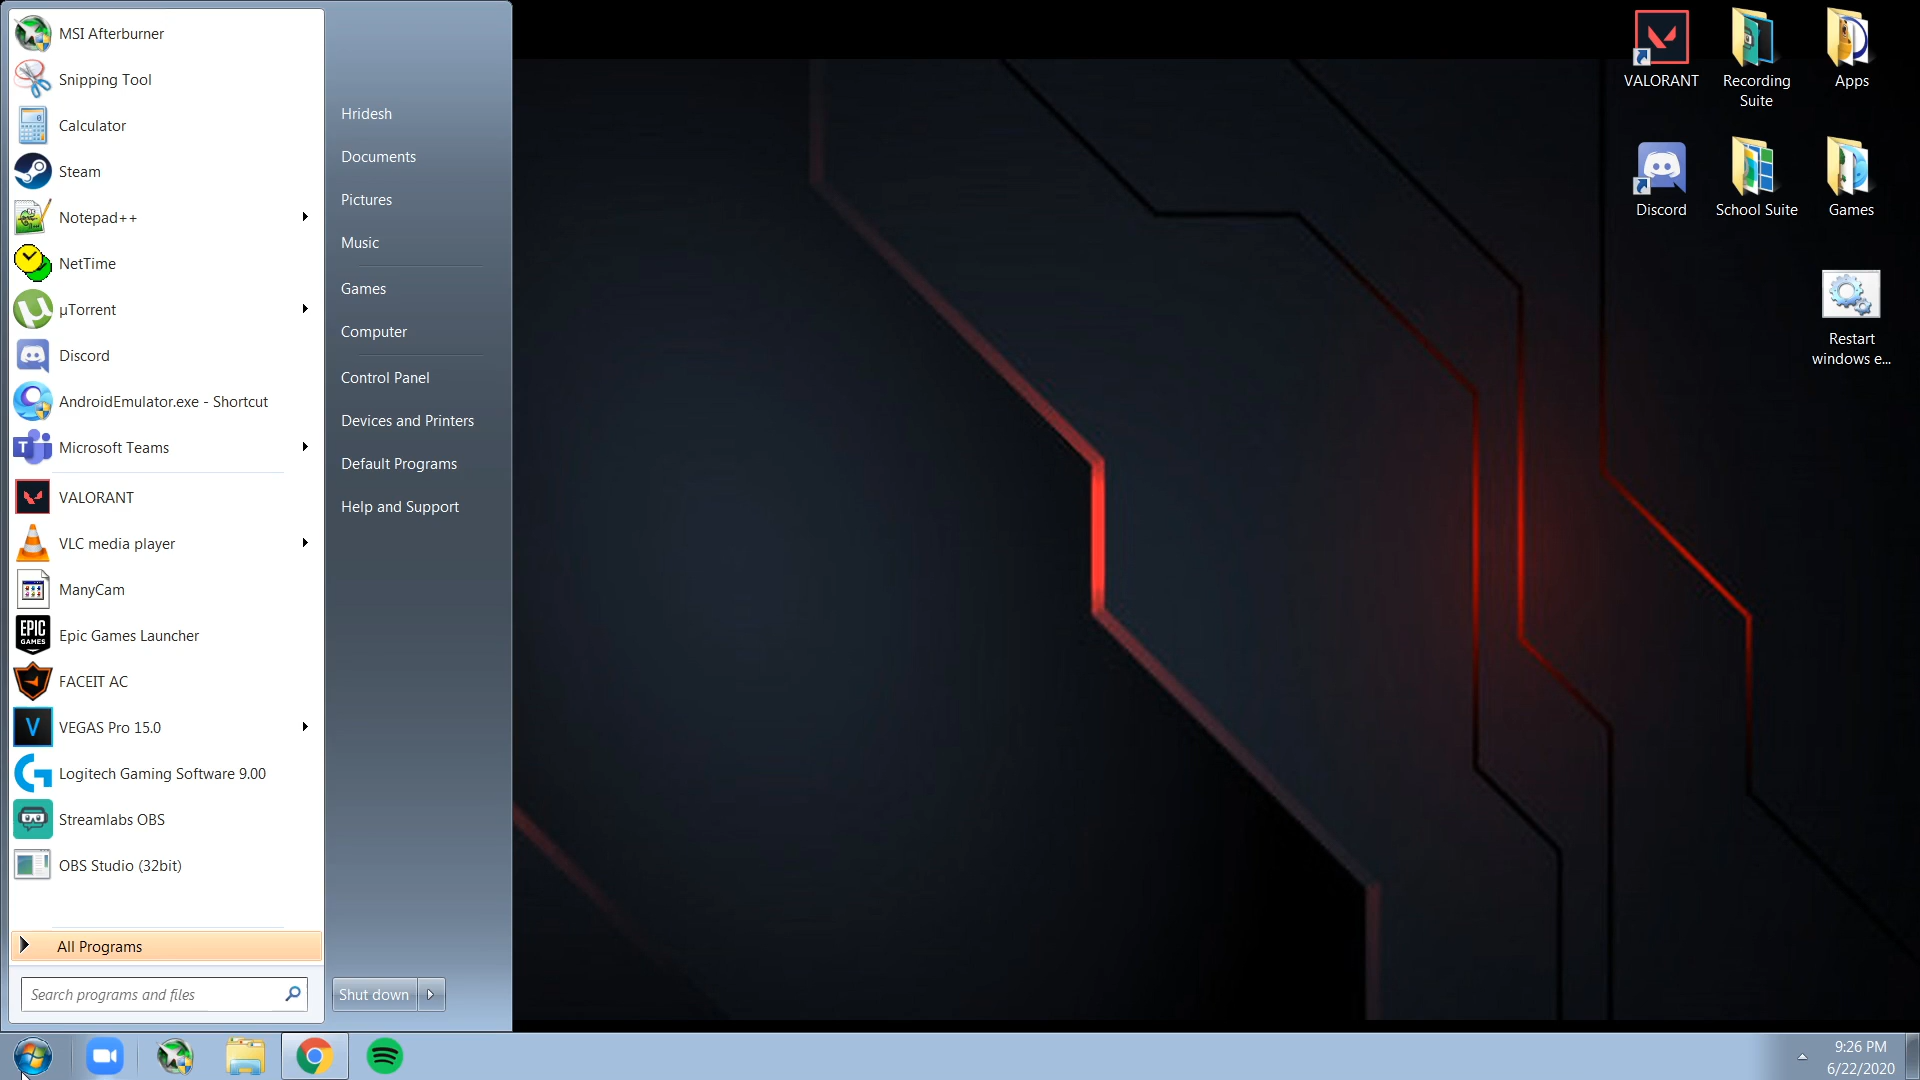 MSI Afterburner
Snipping Tool
Calculator
Steam
Notepad++
NetTime
µTorrent
Discord
AndroidEmulator.exe - Shortcut
Microsoft Teams
VALORANT
VLC media player
ManyCam
EPIC
GAMES
Epic Games Launcher
FACEIT AC
VEGAS Pro 15.0
Logitech Gaming Software 9.00
Streamlabs OBS
OBS Studio (32bit)
All Programs
Search programs and files
Hridesh
Documents
Pictures
Music
Games
Computer
Control Panel
Devices and Printers
Default Programs
Help and Support
Shut down
VALORANT
Recording
Suite
Apps
Discord
School Suite
Games
Restart
windows e...
9:26 PM
6/22/2020